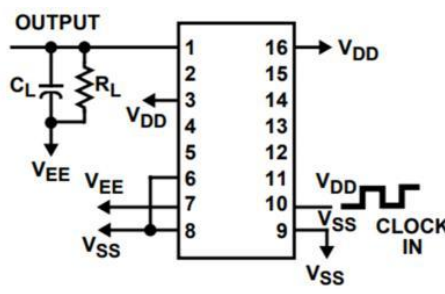 OUTPUT
1 16 VDD
2 15
CL RL
3 14
VDD
4 13
5 12
VEE
6 11 VDD
VEE
7 10
VSS
8 9
VSS
CLOCK
IN
VSS